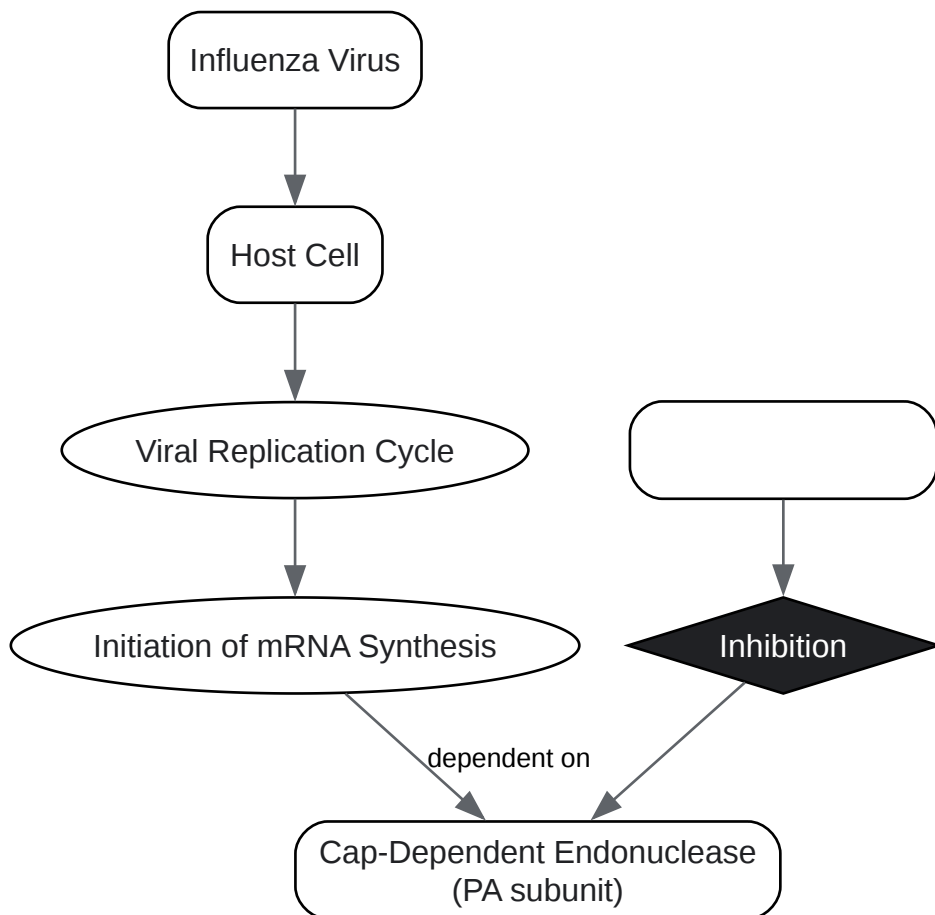 Influenza Virus
Host Cell
Viral Replication Cycle
Initiation of mRNA Synthesis
Inhibition
dependent on
Cap-Dependent Endonuclease
(PA subunit)